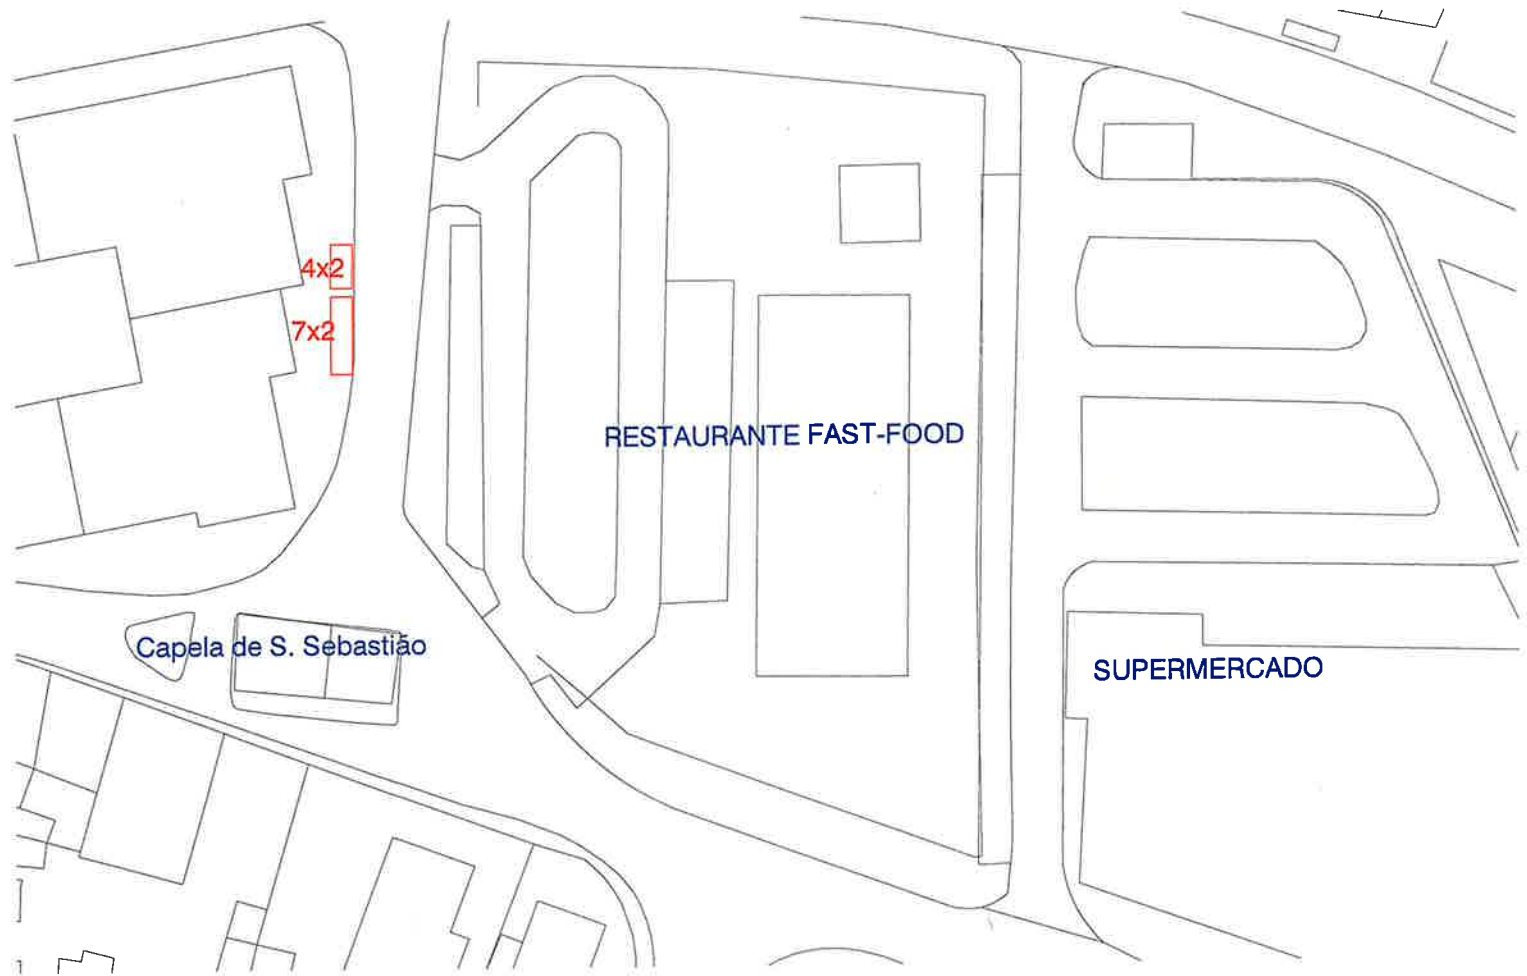 4x2
7x2
RESTAURANTE FAST-FOOD
Capela de S. Sebastião
SUPERMERCADO